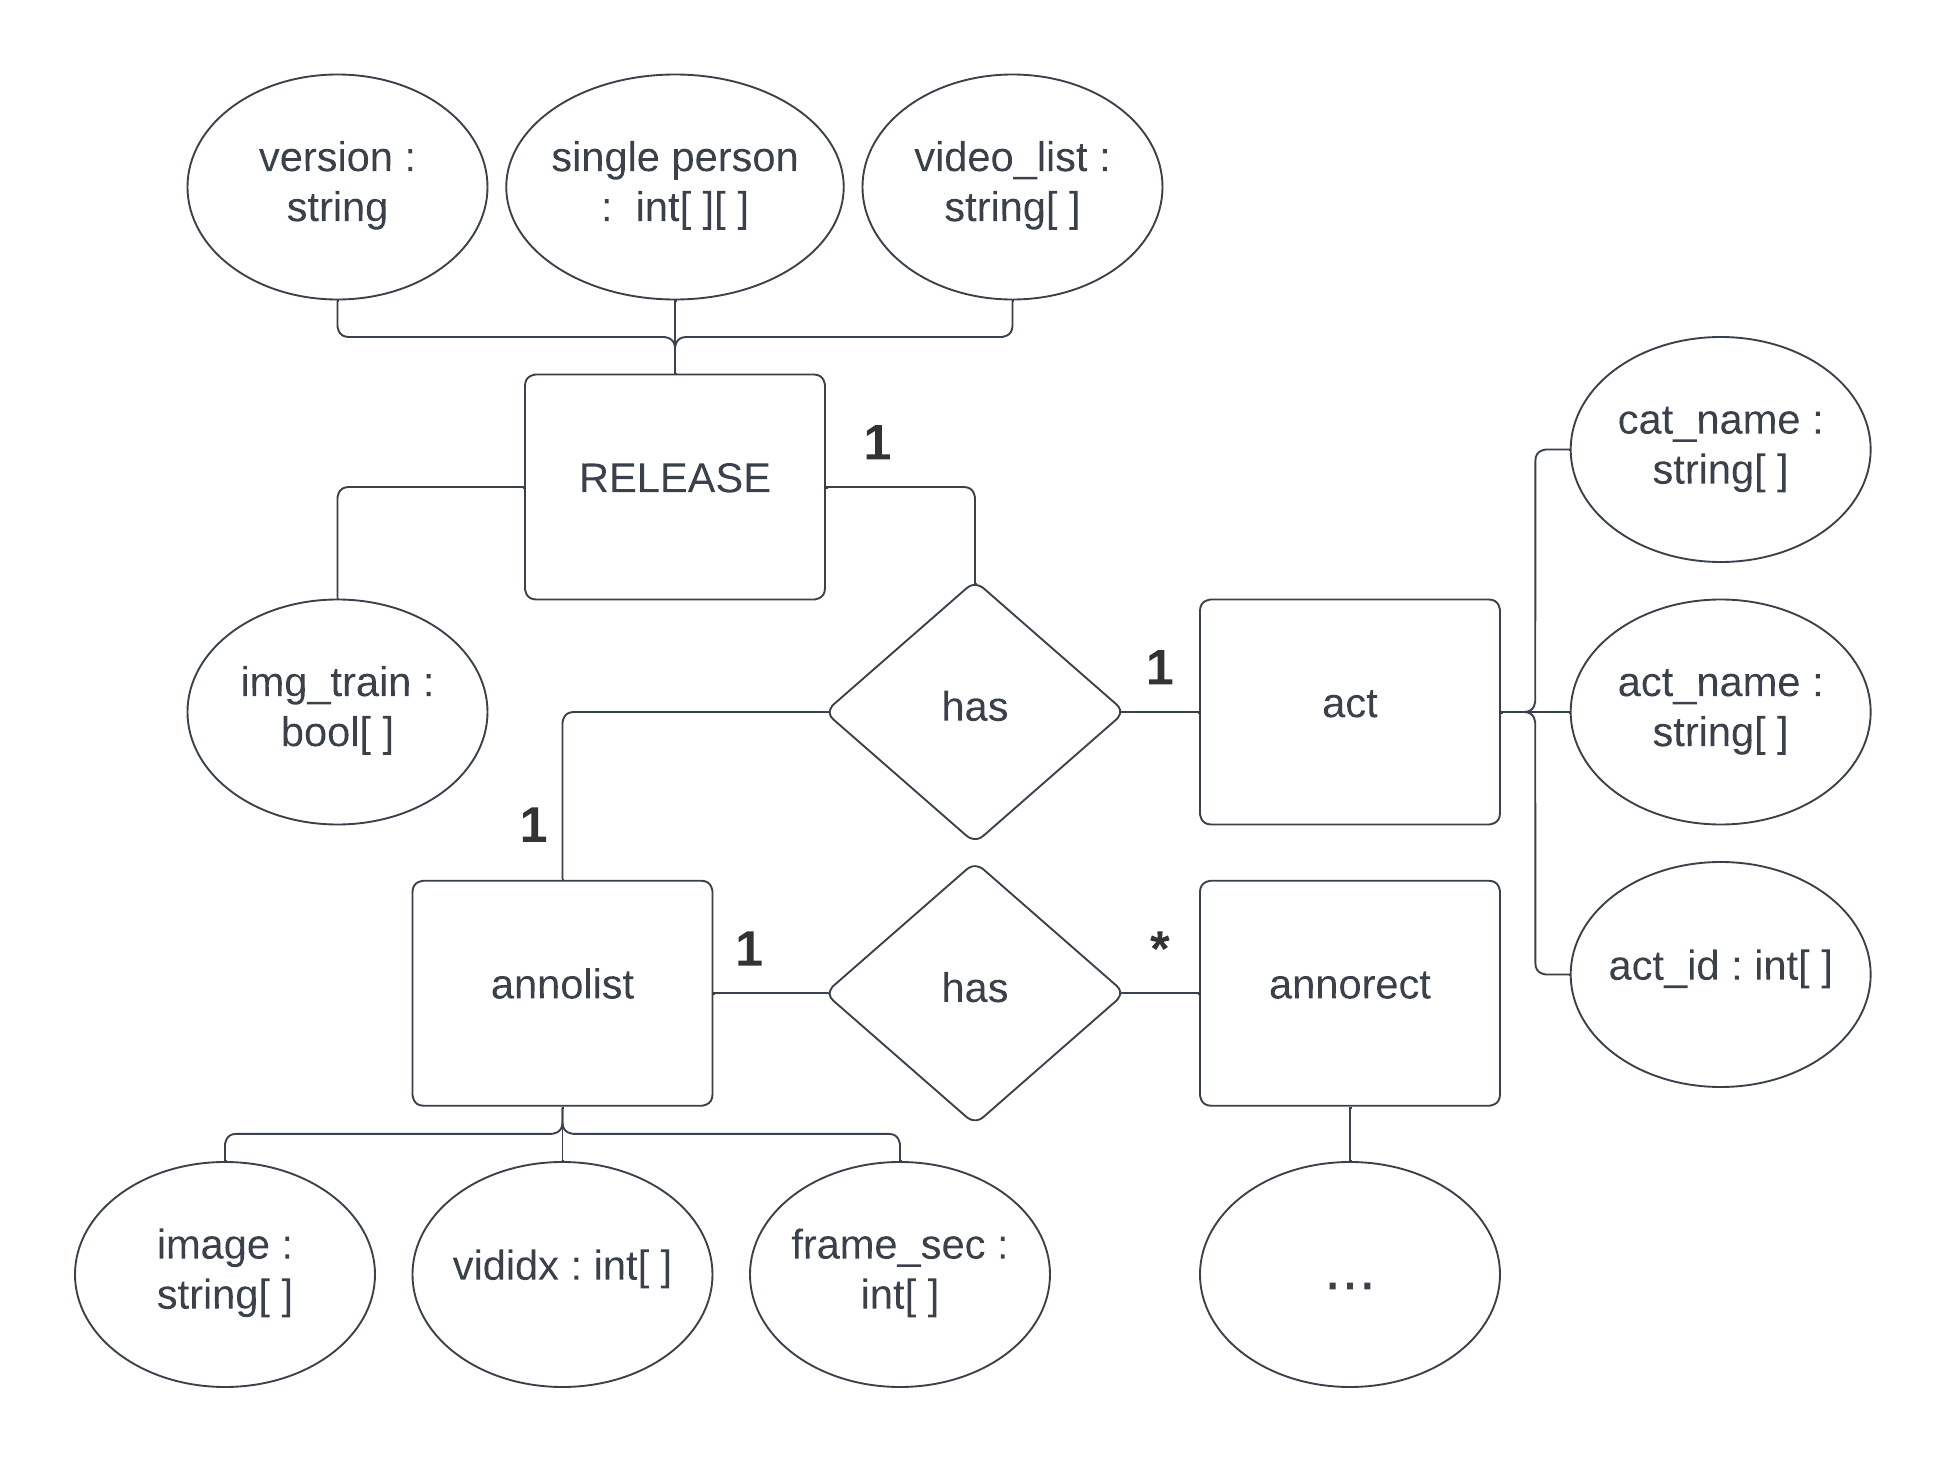 version :
string
single person
: int[ ][ ]
video_list :
string[ ]
RELEASE
1
cat_name :
string[ ]
img_train :
bool[ ]
has
1
act
act_name :
string[ ]
1
annolist
1
has
*
annorect
act_id : int[ ]
image :
string[ ]
vididx : int[ ]
frame_sec :
int[ ]
...